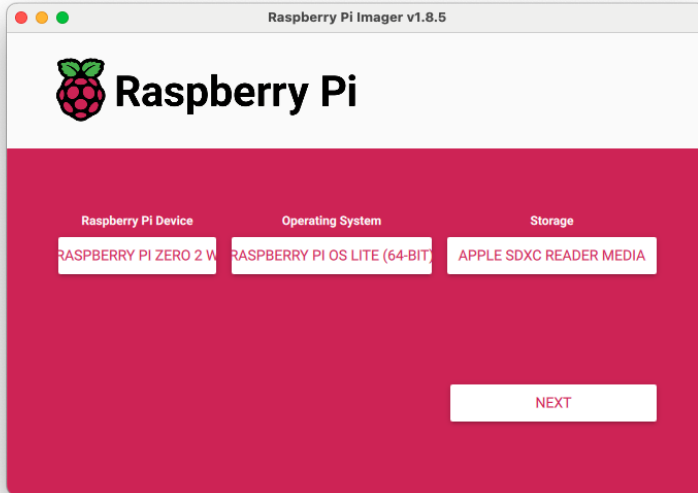 Raspberry Pi Imager v1.8.5
Raspberry Pi
Raspberry Pi Device
Operating System
Storage
RASPBERRY PI ZERO 2 W
RASPBERRY PI OS LITE (64-BIT)
APPLE SDXC READER MEDIA
NEXT